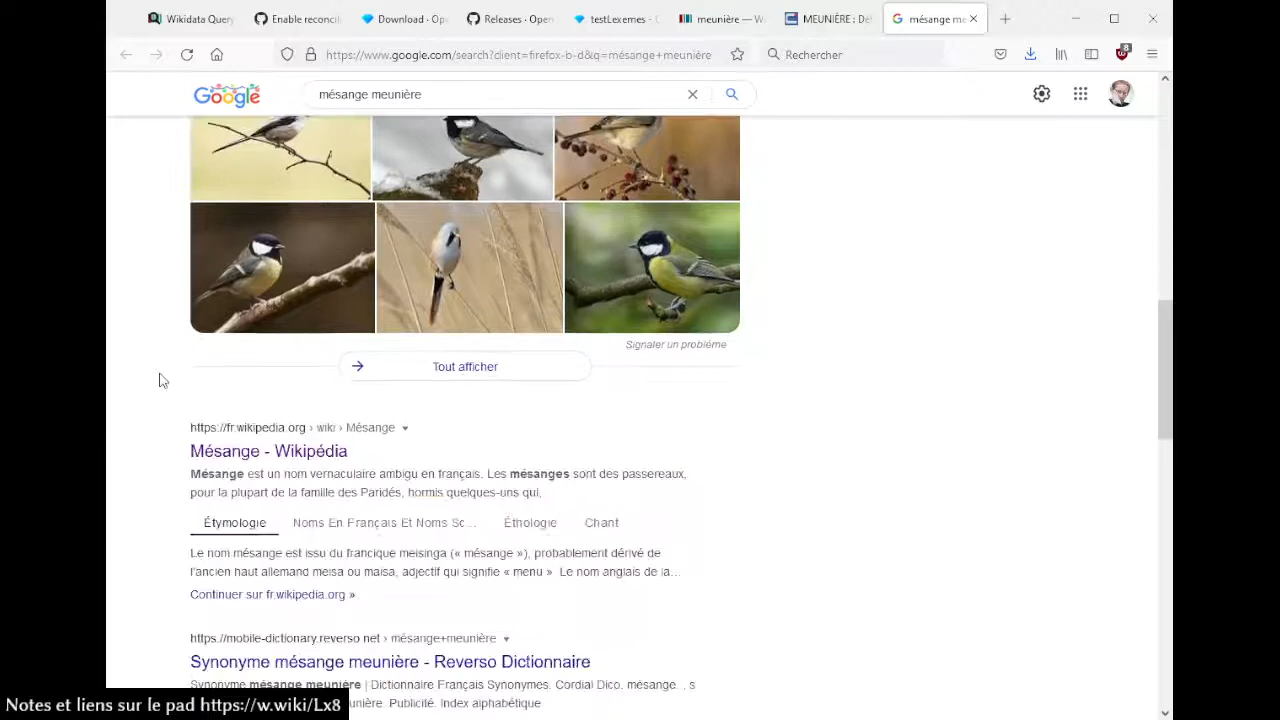 Wikidata Query
Enable reconcil
Download · Op
Releases · Open
testLexemes - O
meunière — W
MEUNIÈRE : Dé
mésange me
https://www.google.com/search?client=firefox-b-d&q=mésange+meunière
Rechercher
8
Google
mésange meunière
Signaler un problème
Tout afficher
https://fr.wikipedia.org › wiki › Mésange
Mésange - Wikipédia
Mésange est un nom vernaculaire ambigu en français. Les mésanges sont des passereaux,
pour la plupart de la famille des Paridés, hormis quelques-uns qui,
Étymologie
Noms En Français Et Noms Sc...
Éthologie
Chant
Le nom mésange est issu du francique meisinga (« mésange »), probablement dérivé de
l'ancien haut allemand meisa ou maisa, adjectif qui signifie « menu » Le nom anglais de la...
Continuer sur fr.wikipedia.org »
https://mobile-dictionary.reverso.net › mésange+meunière
Synonyme mésange meunière - Reverso Dictionnaire
Synonyme mésange meunière | Dictionnaire Français Synonymes. Cordial Dico. mésange. , s
unière. Publicité. Index alphabétique
Notes et liens sur le pad https://w.wiki/Lx8